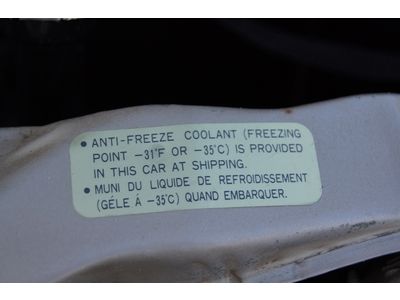 • ANTI-FREEZE COOLANT (FREEZING
POINT -31°F OR -35°C) IS PROVIDED
IN THIS CAR AT SHIPPING.
• MUNI DU LIQUIDE DE REFROIDISSEMENT
(GÉLE Á -35°C) QUAND EMBARQUER.